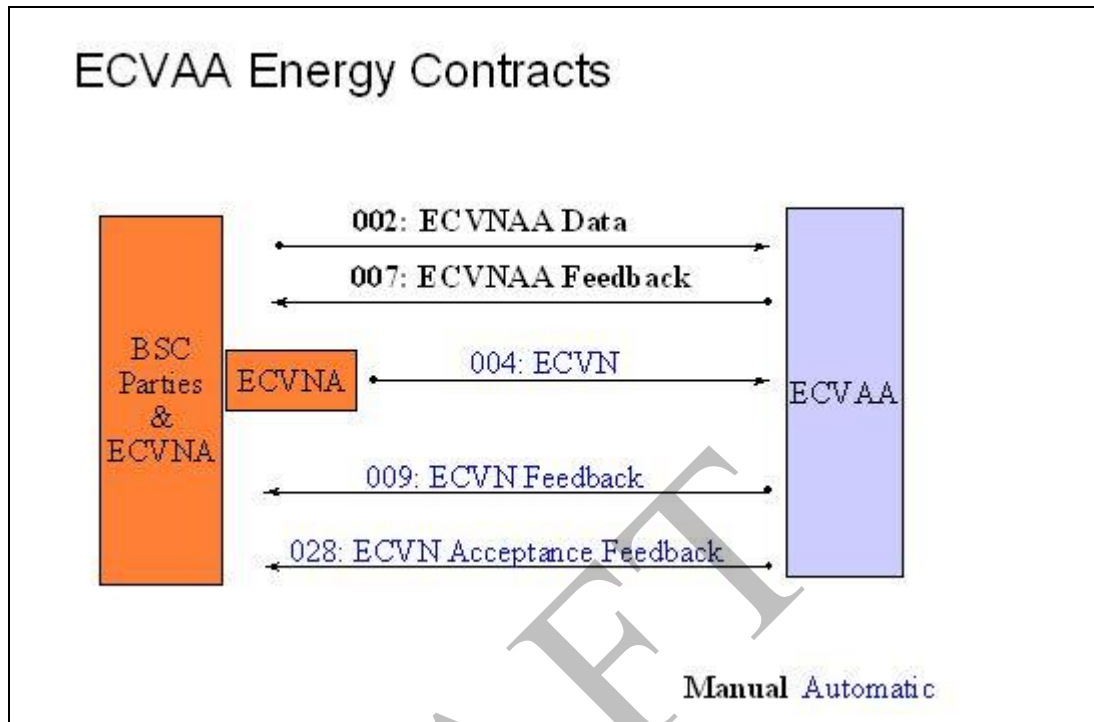 ECVAA Energy Contracts
002: ECVNAA Data
007: ECVNAA Feedback
BSC
Parties
&
ECVNA
ECVNA
004: ECVN
ECVAA
009: ECVN Feedback
028: ECVN Acceptance Feedback
Manual Automatic